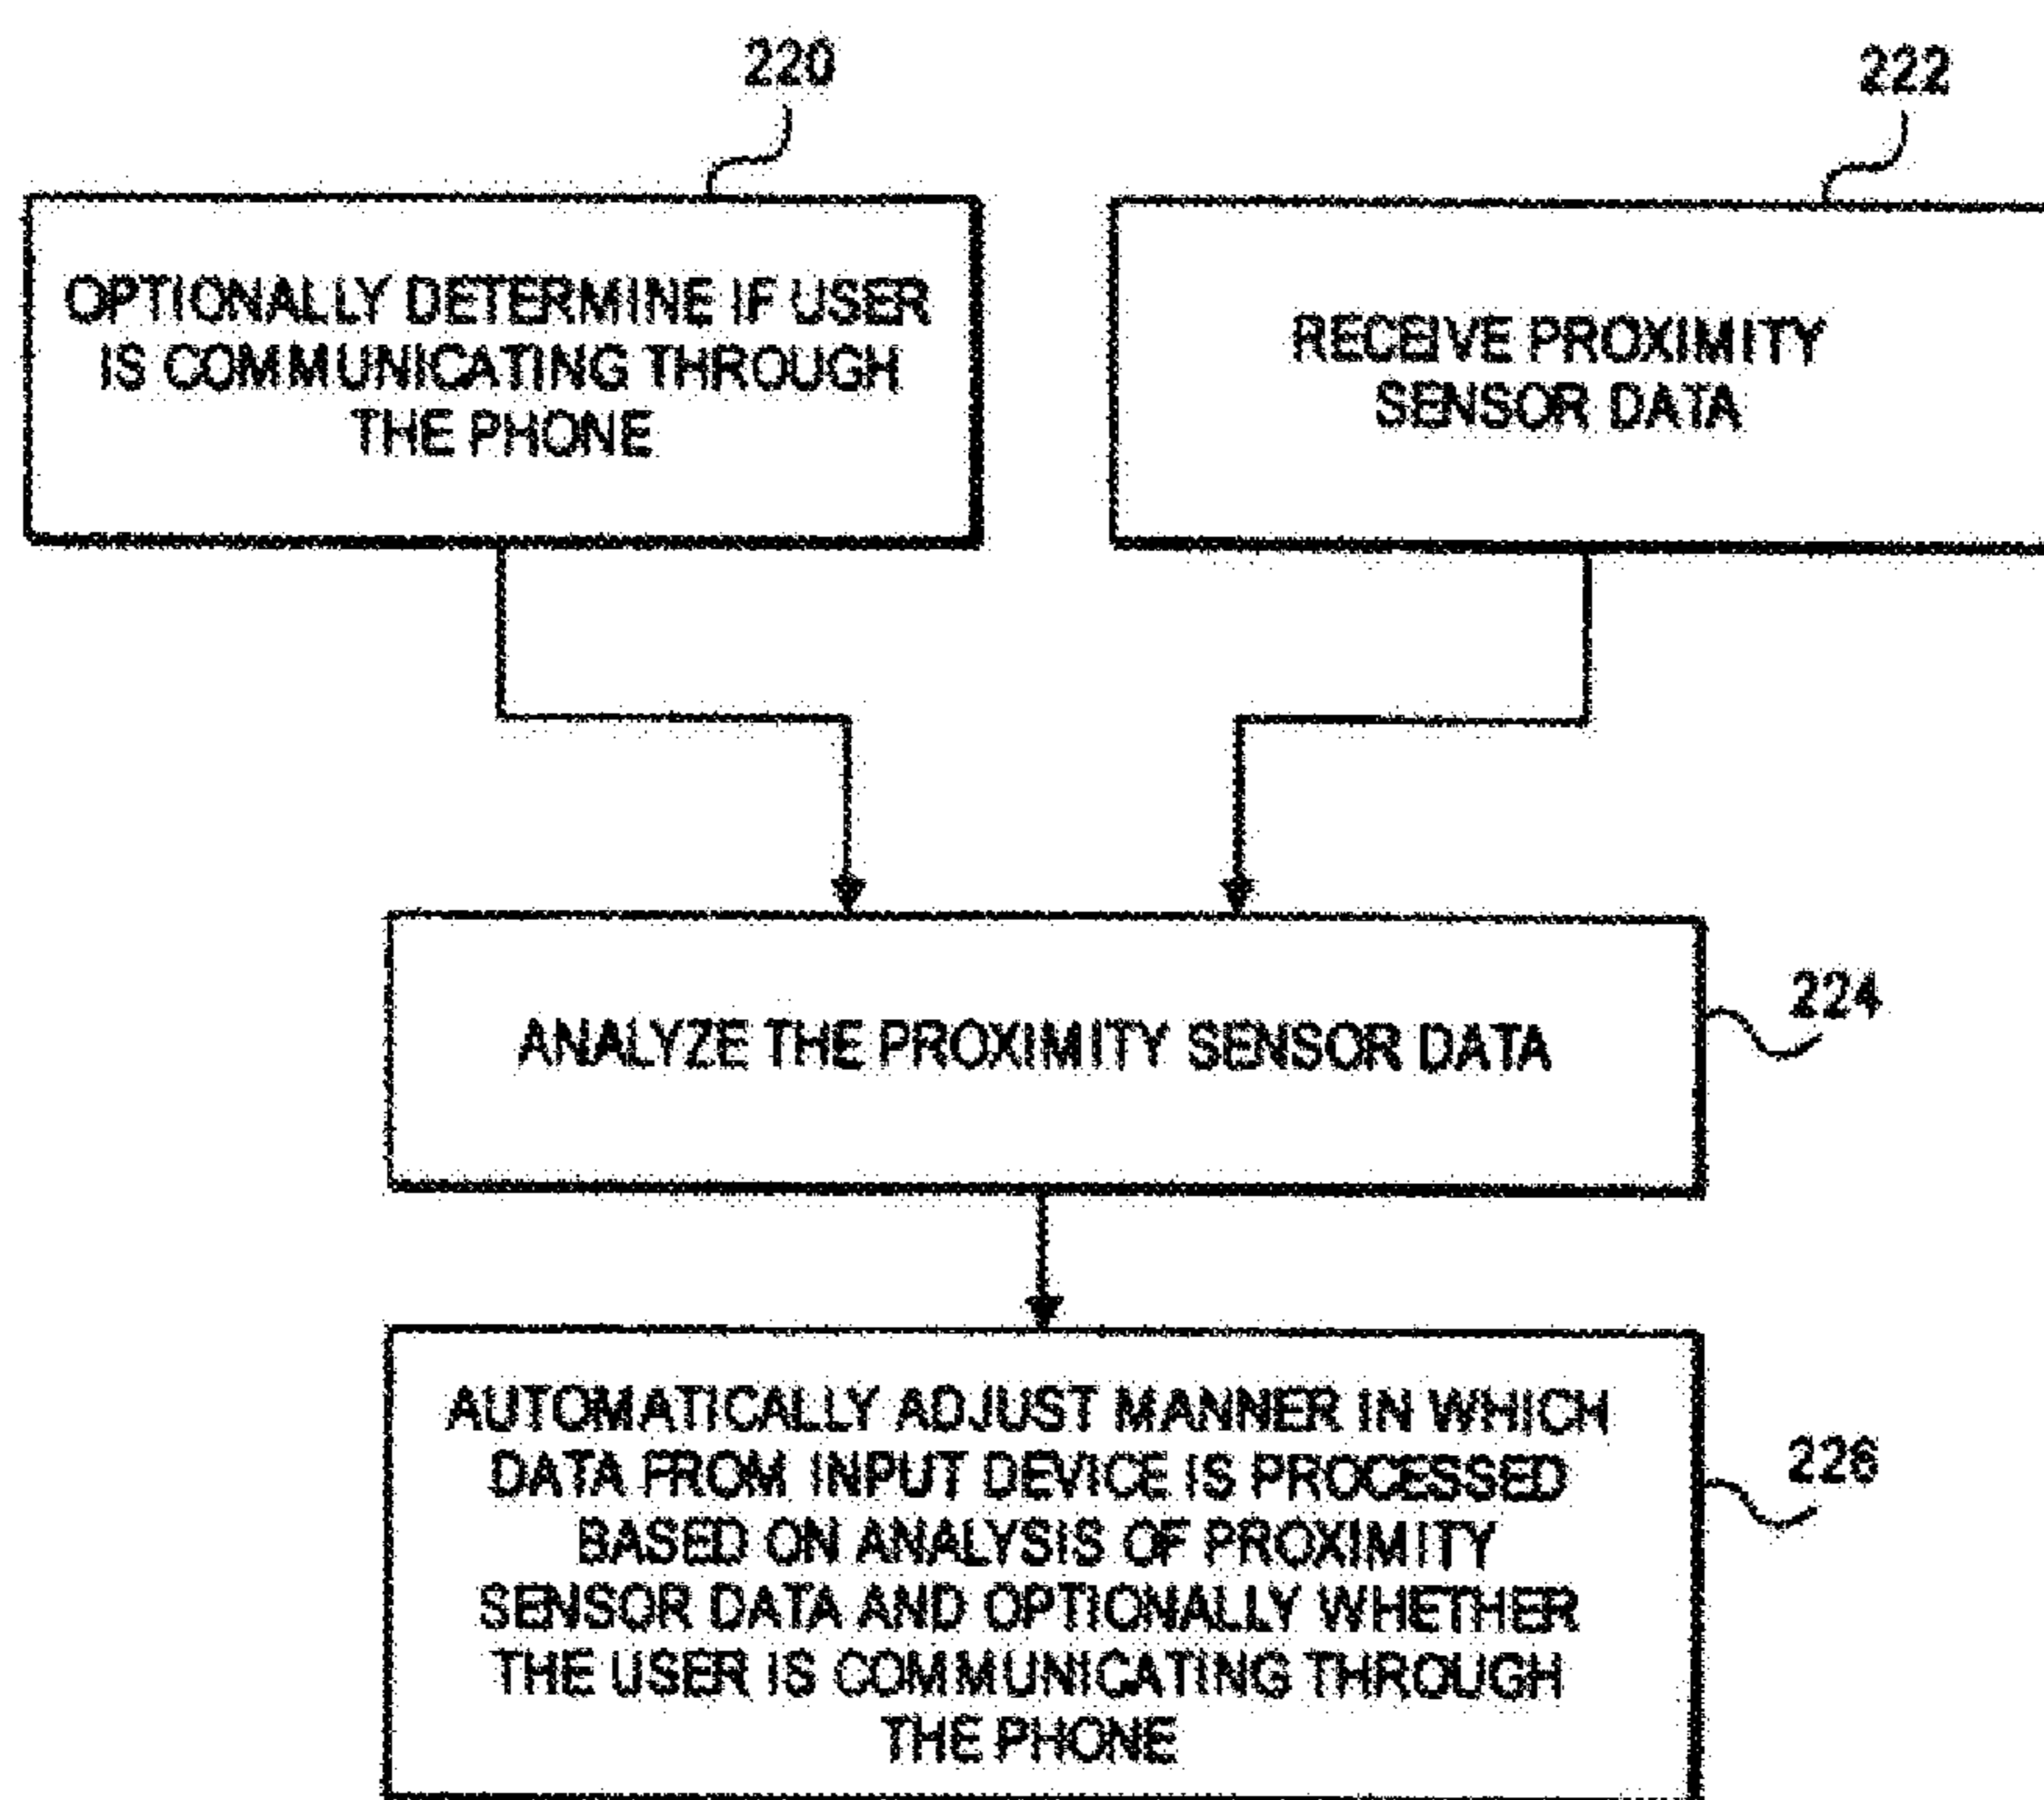 220
222
OPTIONALLY DETERMINE IF USER
IS COMMUNICATING THROUGH
THE PHONE
RECEIVE PROXIMITY
SENSOR DATA
ANALYZE THE PROXIMITY SENSOR DATA
224
AUTOMATICALLY ADJUST MANNER IN WHICH
DATA FROM INPUT DEVICE IS PROCESSED
BASED ON ANALYSIS OF PROXIMITY
SENSOR DATA AND OPTIONALLY WHETHER
THE USER IS COMMUNICATING THROUGH
THE PHONE
226